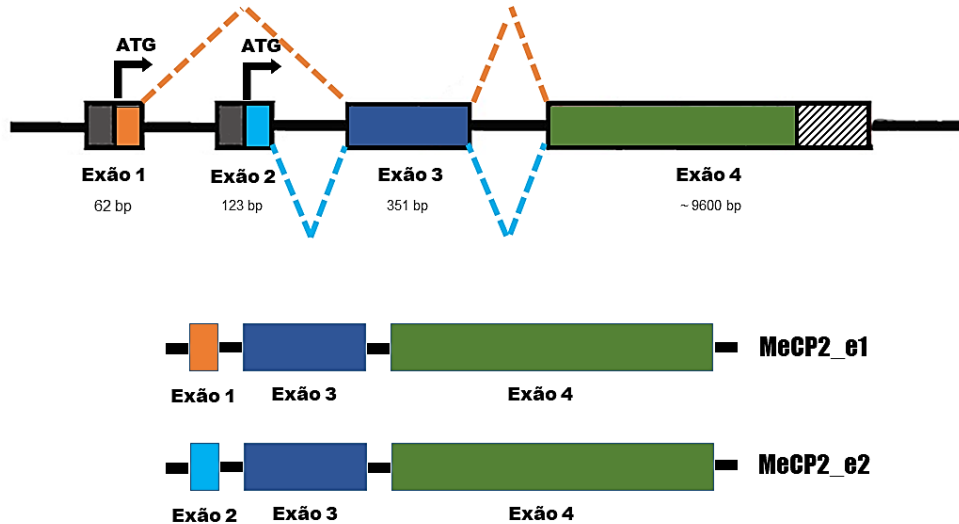 ATG
ATG
Exão 1
Exão 2
Exão 3
Exão 4
62 bp
123 bp
351 bp
~ 9600 bp
MeCP2_e1
Exão 1
Exão 3
Exão 4
MeCP2_e2
Exão 2
Exão 3
Exão 4